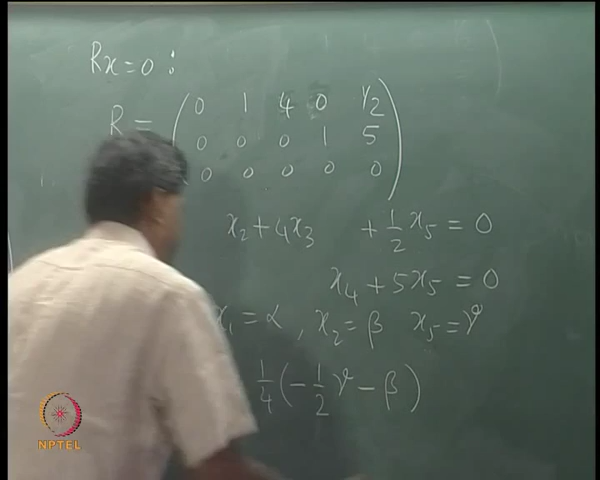 Rx=0 :
R = ( 0 1 4 0 1/2
0 0 0 1 5
0 0 0 0 0 )
x₂+4x₃ + 1/2 x₅ = 0
x₄ + 5x₅ = 0
x₁ = α , x₂ = β x₅ = γ
1/4 ( - 1/2 γ - β )
NPTEL